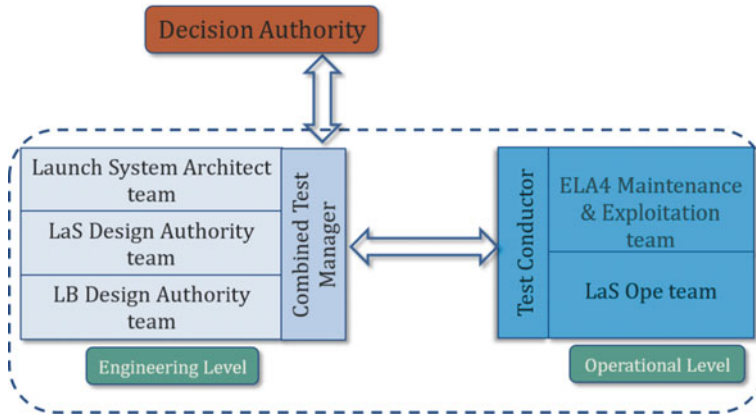 Decision Authority
Launch System Architect
team
LaS Design Authority
team
LB Design Authority
team
Combined Test
Manager
Engineering Level
Test Conductor
ELA4 Maintenance
& Exploitation
team
LaS Ope team
Operational Level